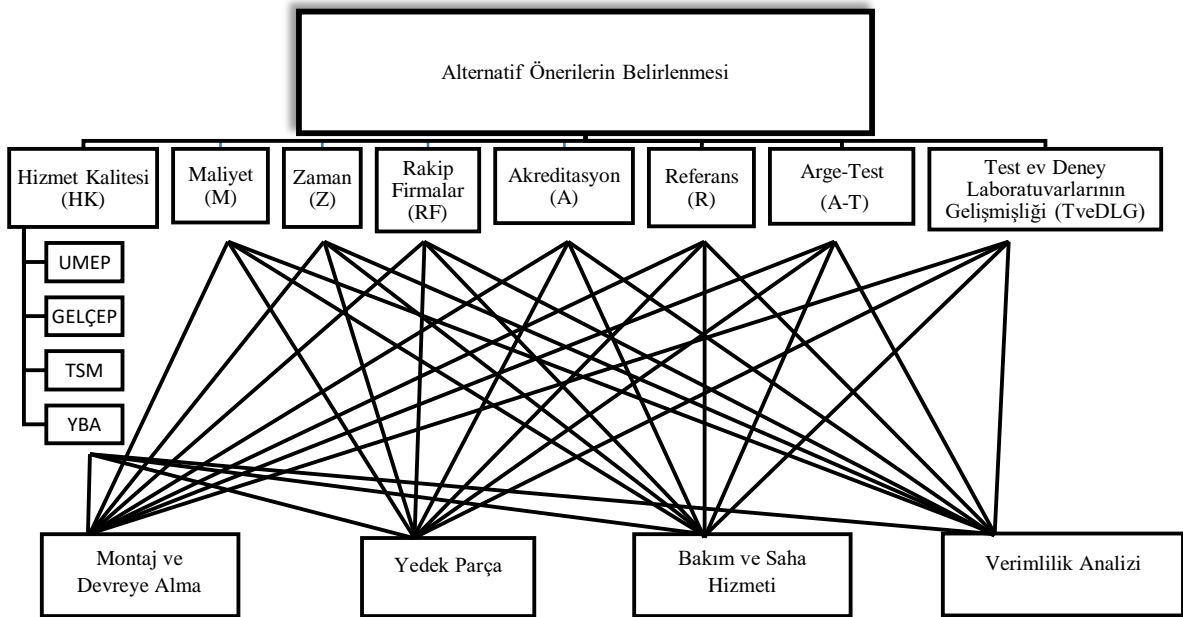 Alternatif Önerilerin Belirlenmesi
Hizmet Kalitesi
(HK)
Maliyet
(M)
Zaman
(Z)
Rakip
Firmalar
(RF)
Akreditasyon
(A)
Referans
(R)
Arge-Test
(A-T)
Test ev Deney
Laboratuvarlarının
Gelişmişliği (TveDLG)
UMEP
GELÇEP
TSM
YBA
Montaj ve
Devreye Alma
Yedek Parça
Bakım ve Saha
Hizmeti
Verimlilik Analizi